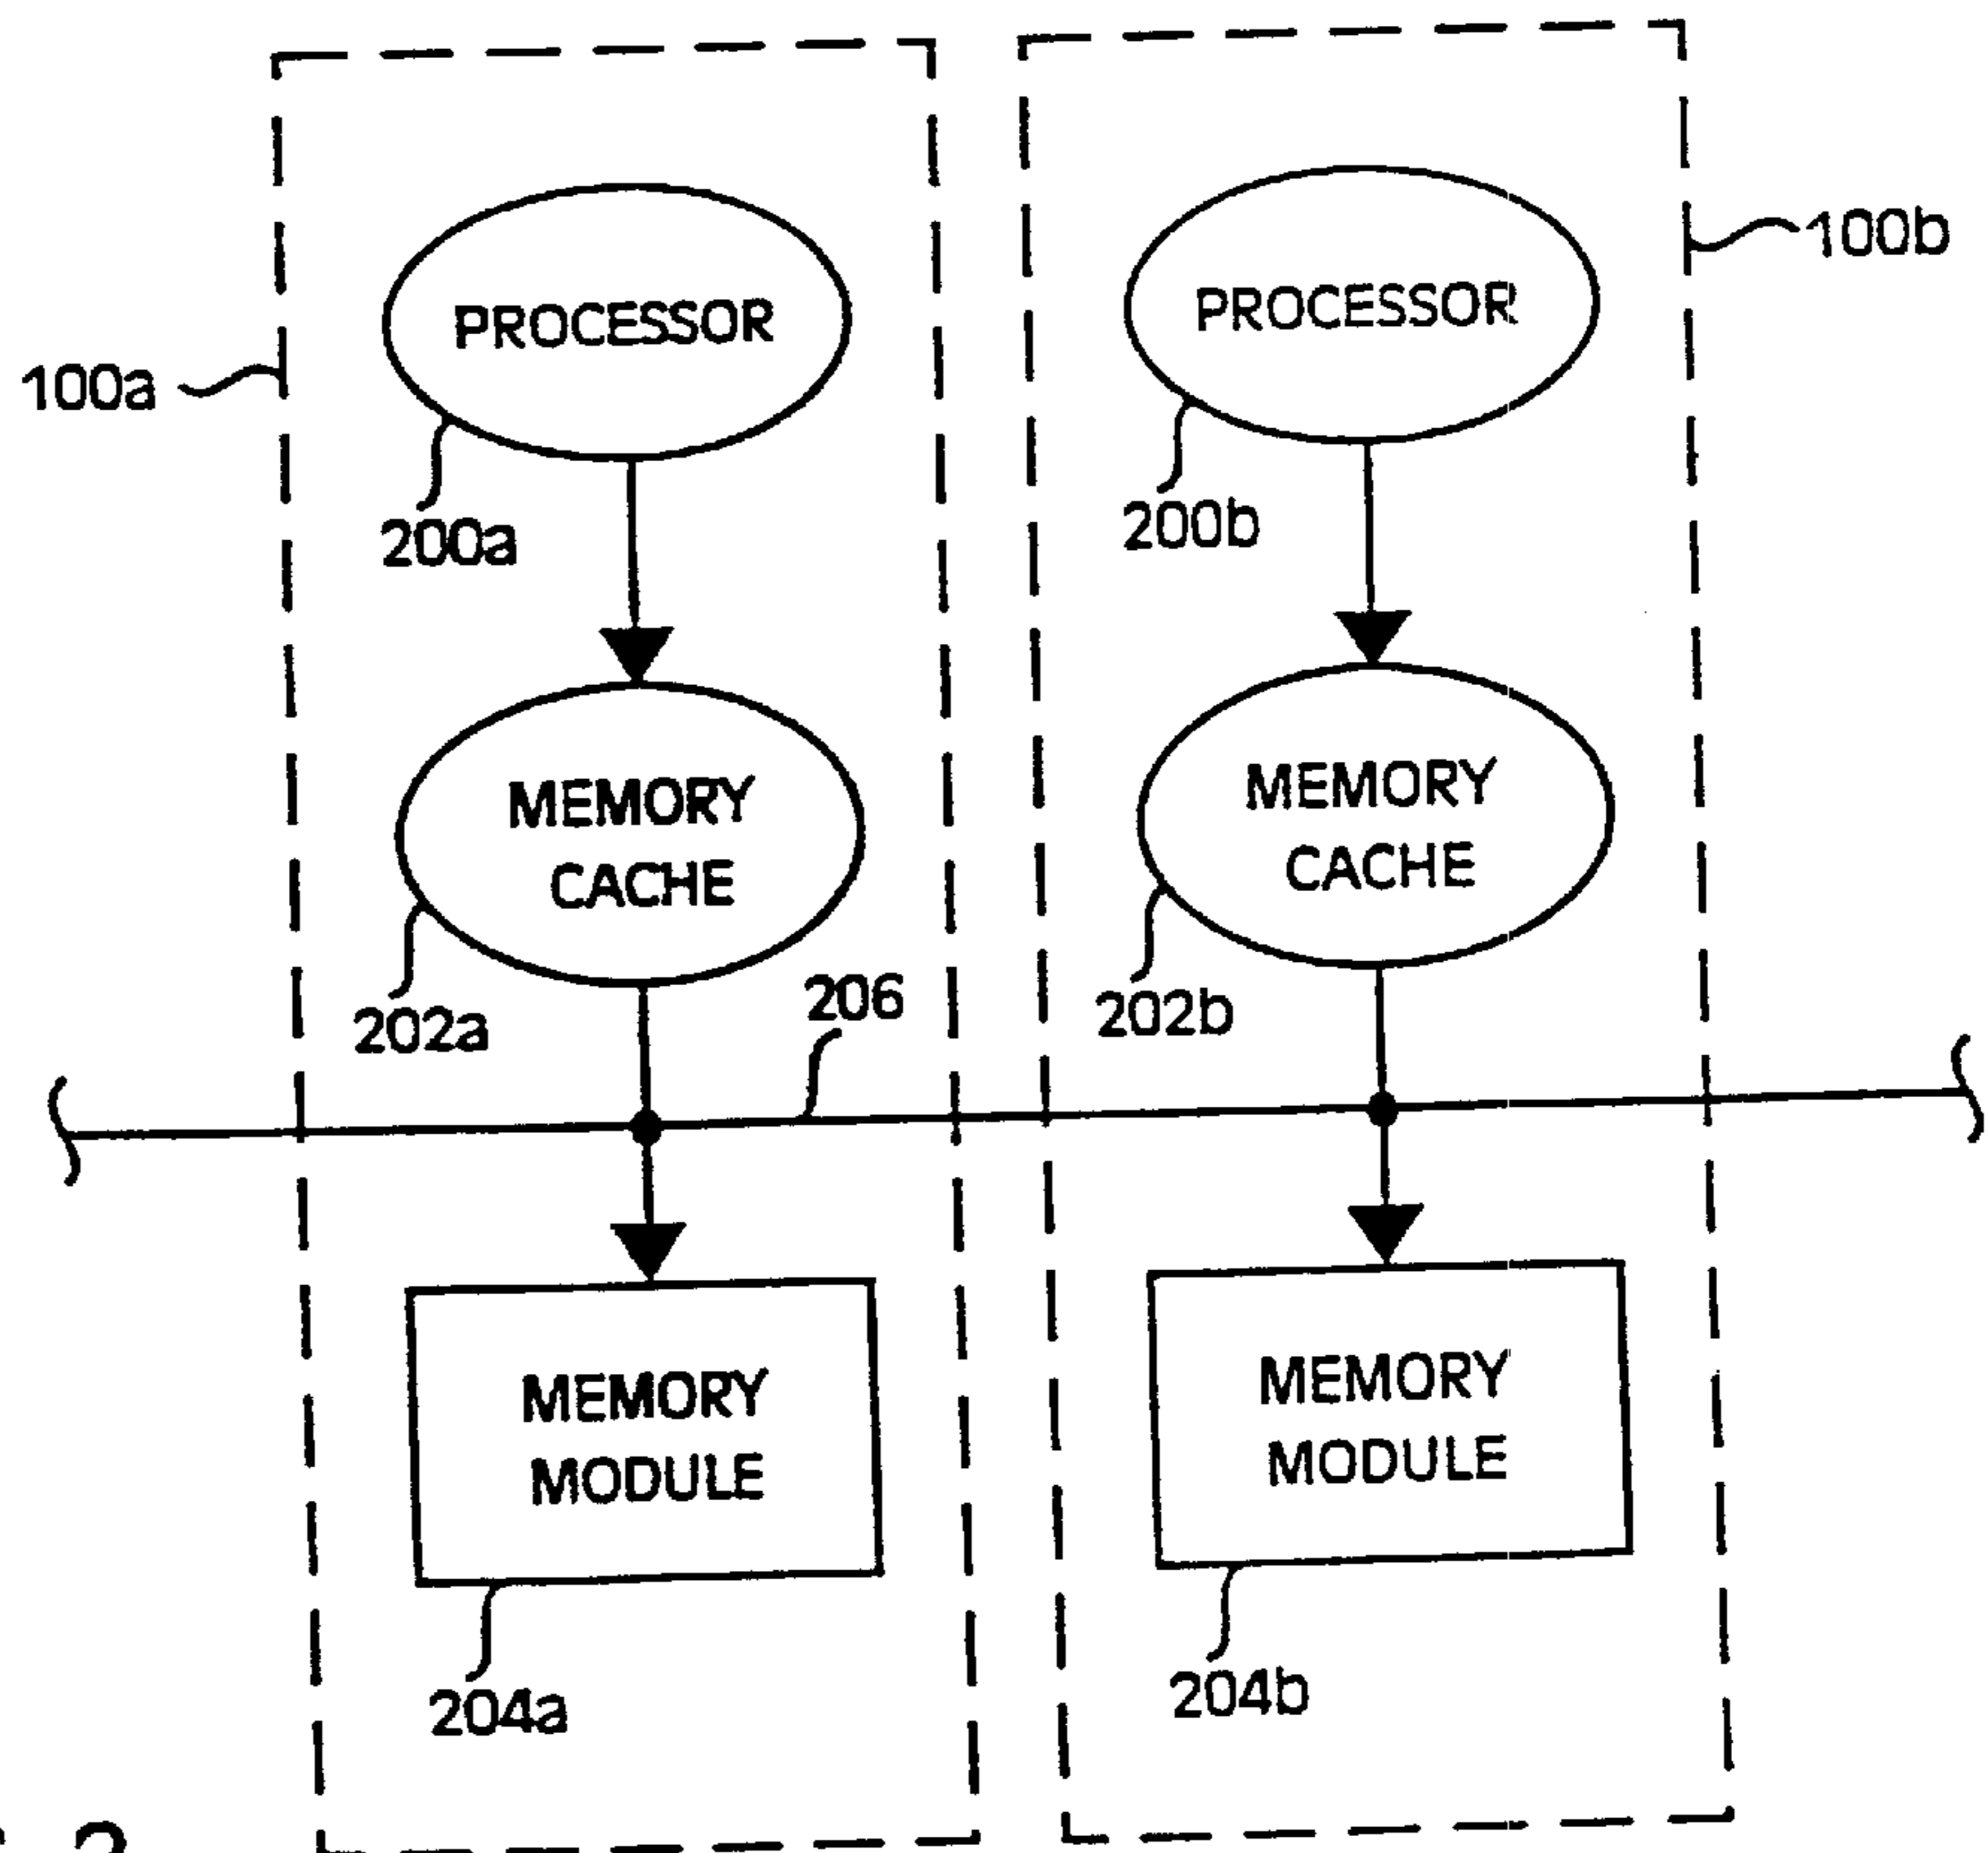 100b
PROCESSOR
PROCESSOR
100a
200a
200b
MEMORY
CACHE
MEMORY
CACHE
202a
206
202b
MEMORY
MODULE
MEMORY
MODULE
204a
204b